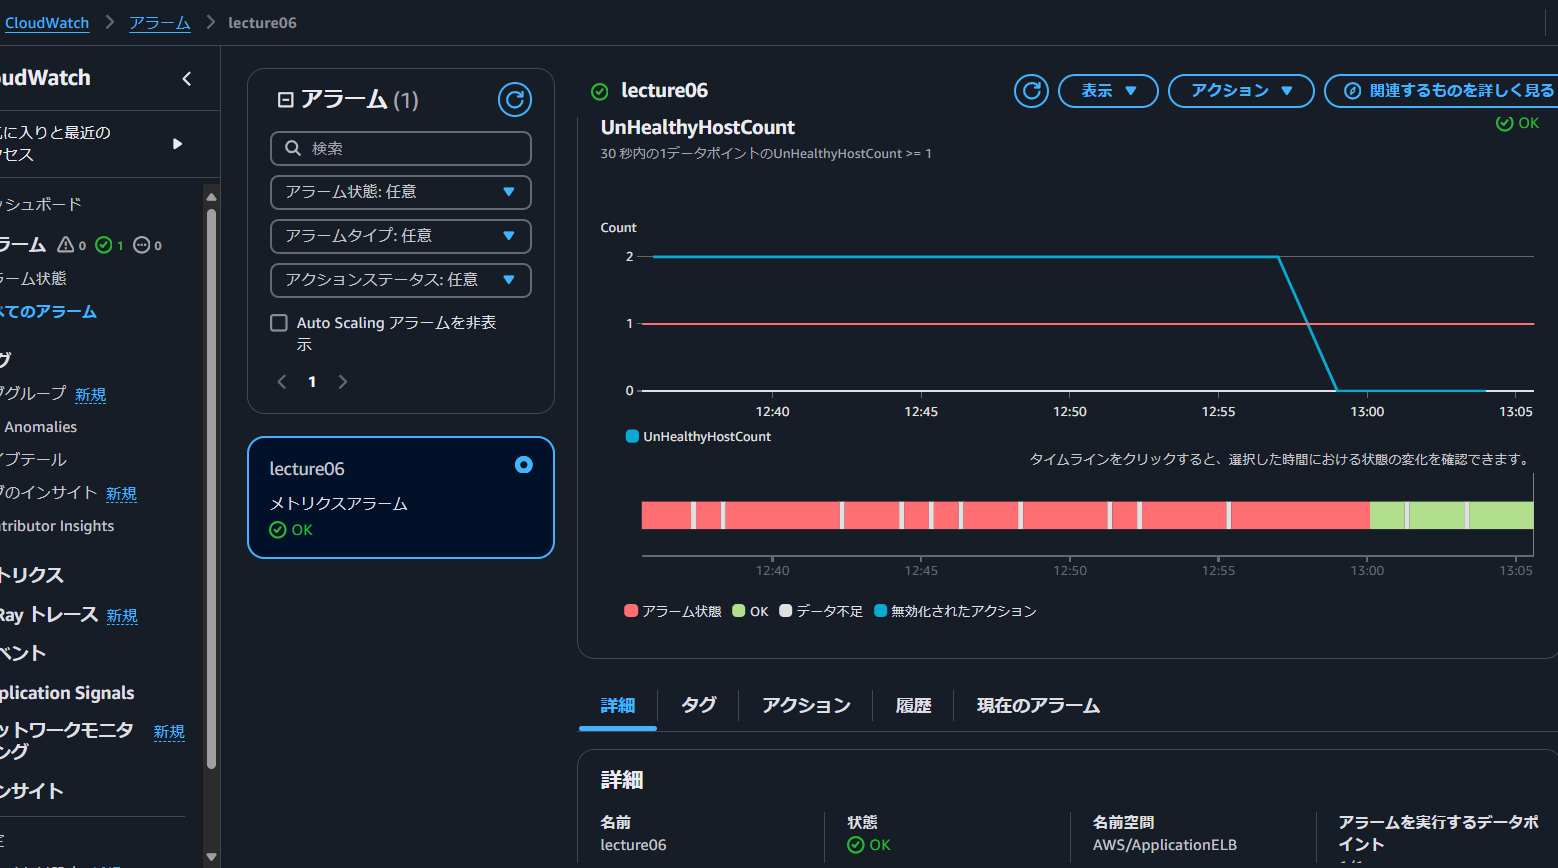 CloudWatch
アラーム
lecture06
oudWatch
に入りと最近の
クセス
ッシュボード
ラーム 0 1 0
ラーム状態
べてのアラーム
グ
グループ 新規
Anomalies
イブテール
グのインサイト 新規
tributor Insights
トリクス
Ray トレース 新規
ベント
plication Signals
ットワークモニタ 新規
ング
ンサイト
アラーム (1)
検索
アラーム状態: 任意
アラームタイプ: 任意
アクションステータス: 任意
Auto Scaling アラームを非表
示
1
lecture06
メトリクスアラーム
OK
lecture06
表示
アクション
関連するものを詳しく見る
UnHealthyHostCount
OK
30 秒内の1データポイントのUnHealthyHostCount >= 1
Count
2
1
0
12:40 12:45 12:50 12:55 13:00 13:05
UnHealthyHostCount
タイムラインをクリックすると、選択した時間における状態の変化を確認できます。
12:40 12:45 12:50 12:55 13:00 13:05
アラーム状態 OK データ不足 無効化されたアクション
詳細 タグ アクション 履歴 現在のアラーム
詳細
名前
lecture06
状態
OK
名前空間
AWS/ApplicationELB
アラームを実行するデータポ
イント